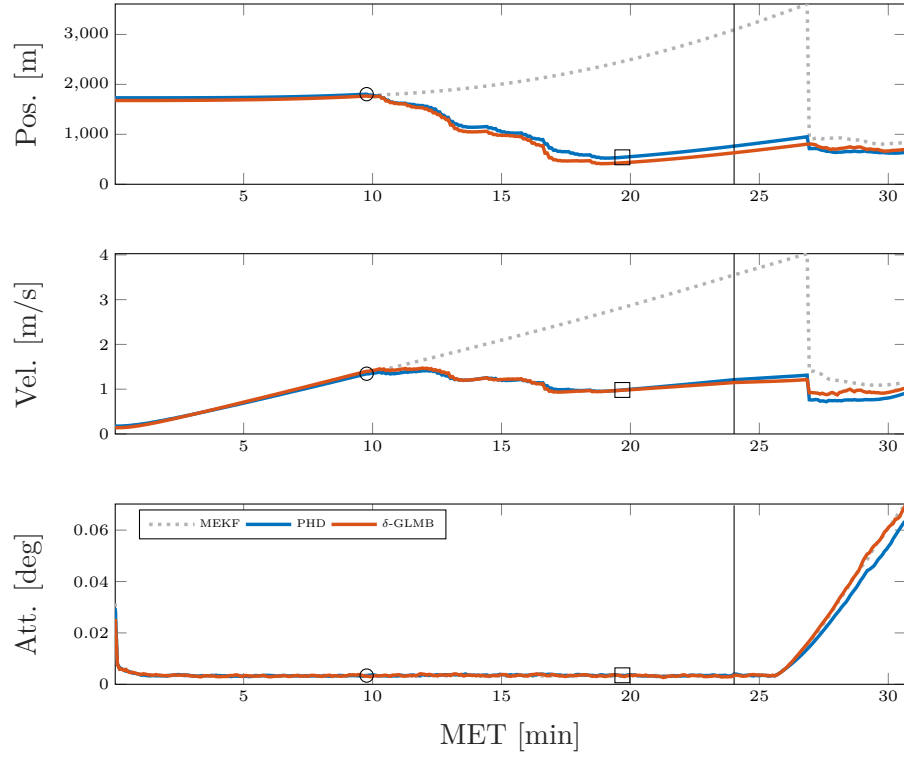 3,000
2,000
1,000
0
Pos. [m]
5 10 15 20 25 30
4
3
2
1
0
Vel. [m/s]
5 10 15 20 25 30
MEKF PHD δ-GLMB
0.06
0.04
0.02
0
Att. [deg]
5 10 15 20 25 30
MET [min]